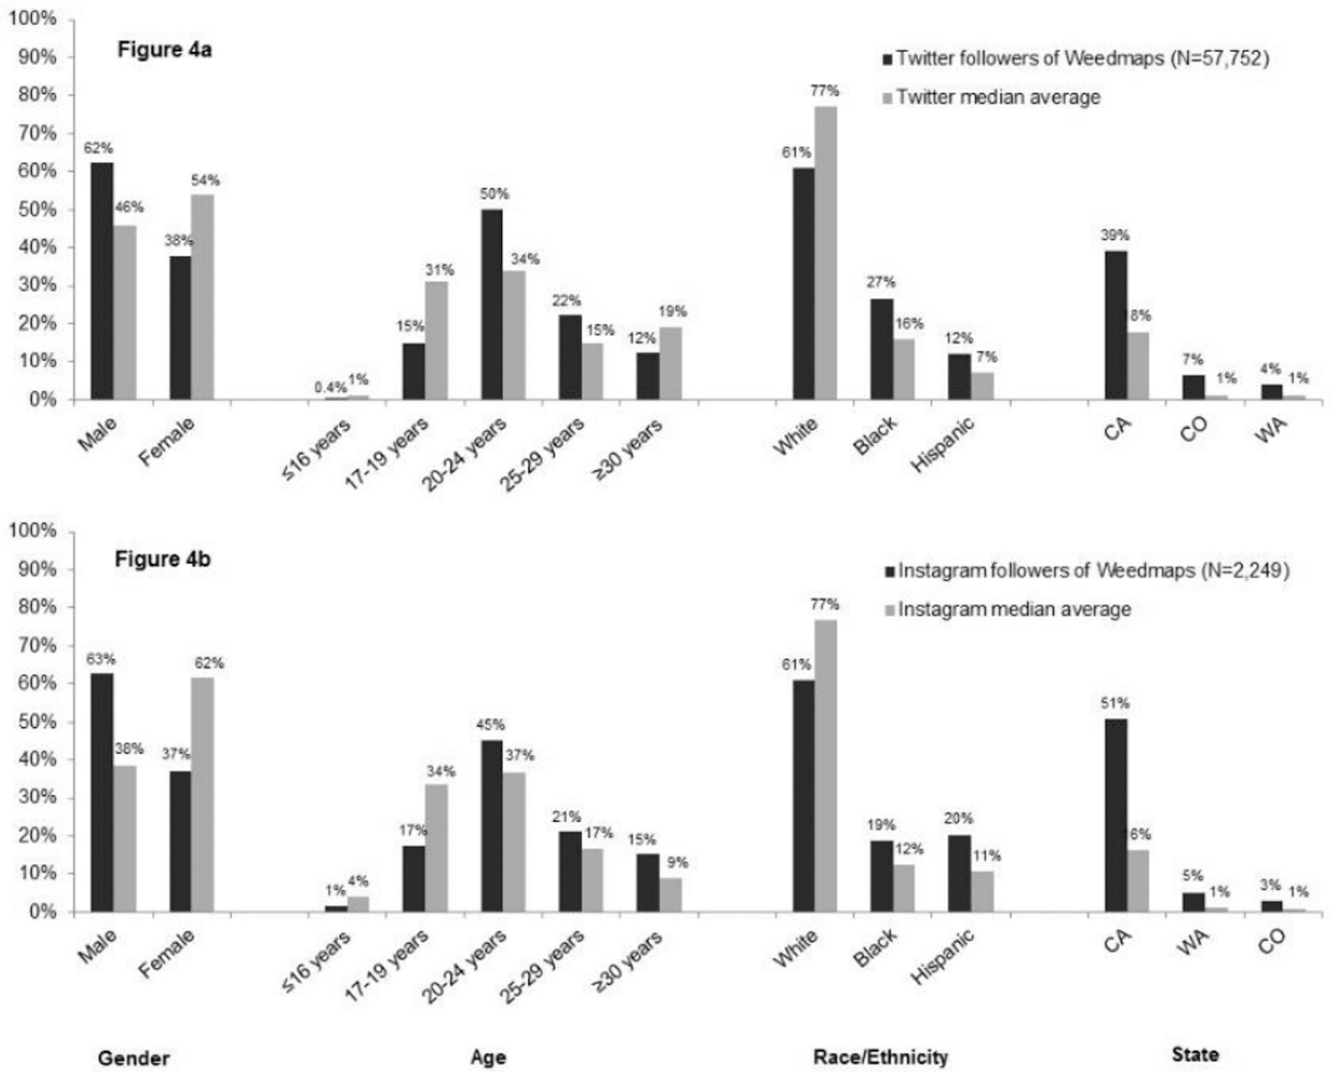 100%
Figure 4a
90%
Twitter followers of Weedmaps (N=57,752)
80%
Twitter median average
77%
70%
62%
61%
60%
54%
50%
50%
46%
40%
38%
39%
34%
31%
30%
27%
22%
20%
19%
8%
15%
15%
16%
12%
12%
10%
7%
7%
4%
0.4%
1%
1%
1%
0%
Male
Female
≤16 years
17-19 years
20-24 years
25-29 years
≥30 years
White
Black
Hispanic
CA
CO
WA
100%
Figure 4b
90%
Instagram followers of Weedmaps (N=2,249)
80%
Instagram median average
77%
70%
63%
62%
61%
60%
50%
51%
45%
40%
38%
37%
37%
34%
30%
21%
20%
20%
19%
17%
17%
15%
6%
12%
11%
10%
9%
1%
4%
5%
1%
3%
1%
0%
Male
Female
≤16 years
17-19 years
20-24 years
25-29 years
≥30 years
White
Black
Hispanic
CA
WA
CO
Gender
Age
Race/Ethnicity
State